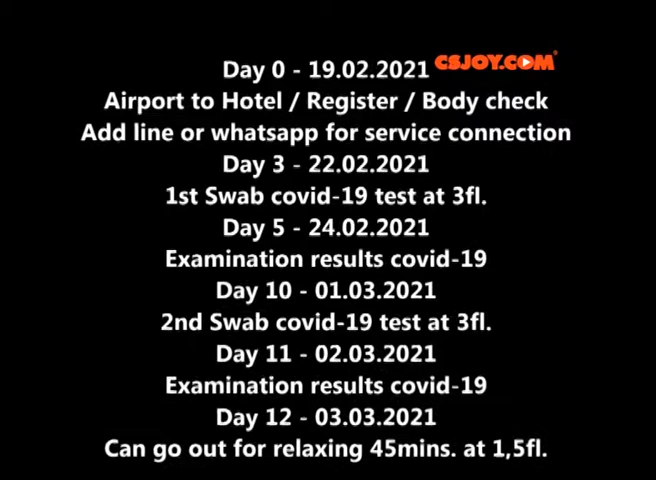 Day 0 - 19.02.2021 CSJOY.COM®
Airport to Hotel / Register / Body check
Add line or whatsapp for service connection
Day 3 - 22.02.2021
1st Swab covid-19 test at 3fl.
Day 5 - 24.02.2021
Examination results covid-19
Day 10 - 01.03.2021
2nd Swab covid-19 test at 3fl.
Day 11 - 02.03.2021
Examination results covid-19
Day 12 - 03.03.2021
Can go out for relaxing 45mins. at 1,5fl.